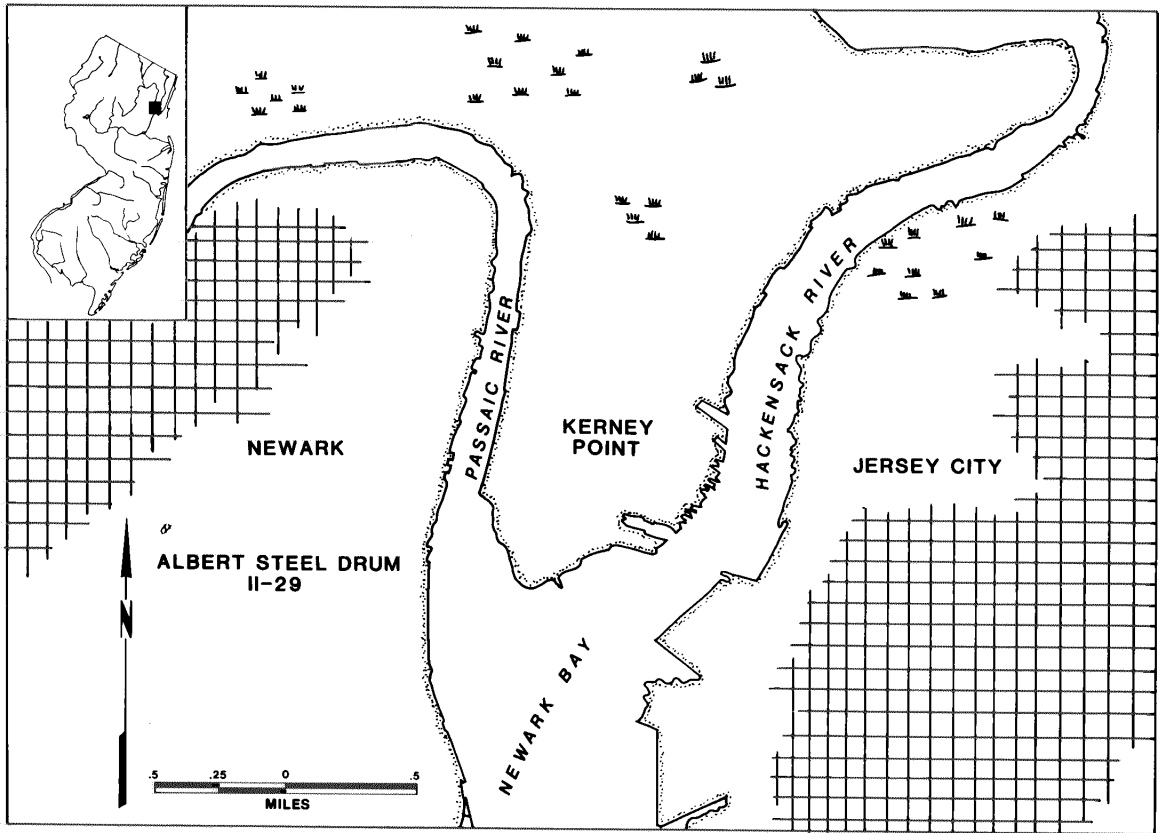 PASSAIC RIVER
HACKENSACK RIVER
KERNEY
POINT
NEWARK
JERSEY CITY
ALBERT STEEL DRUM
II-29
N
NEWARK BAY
.5 .25 0 .5
MILES